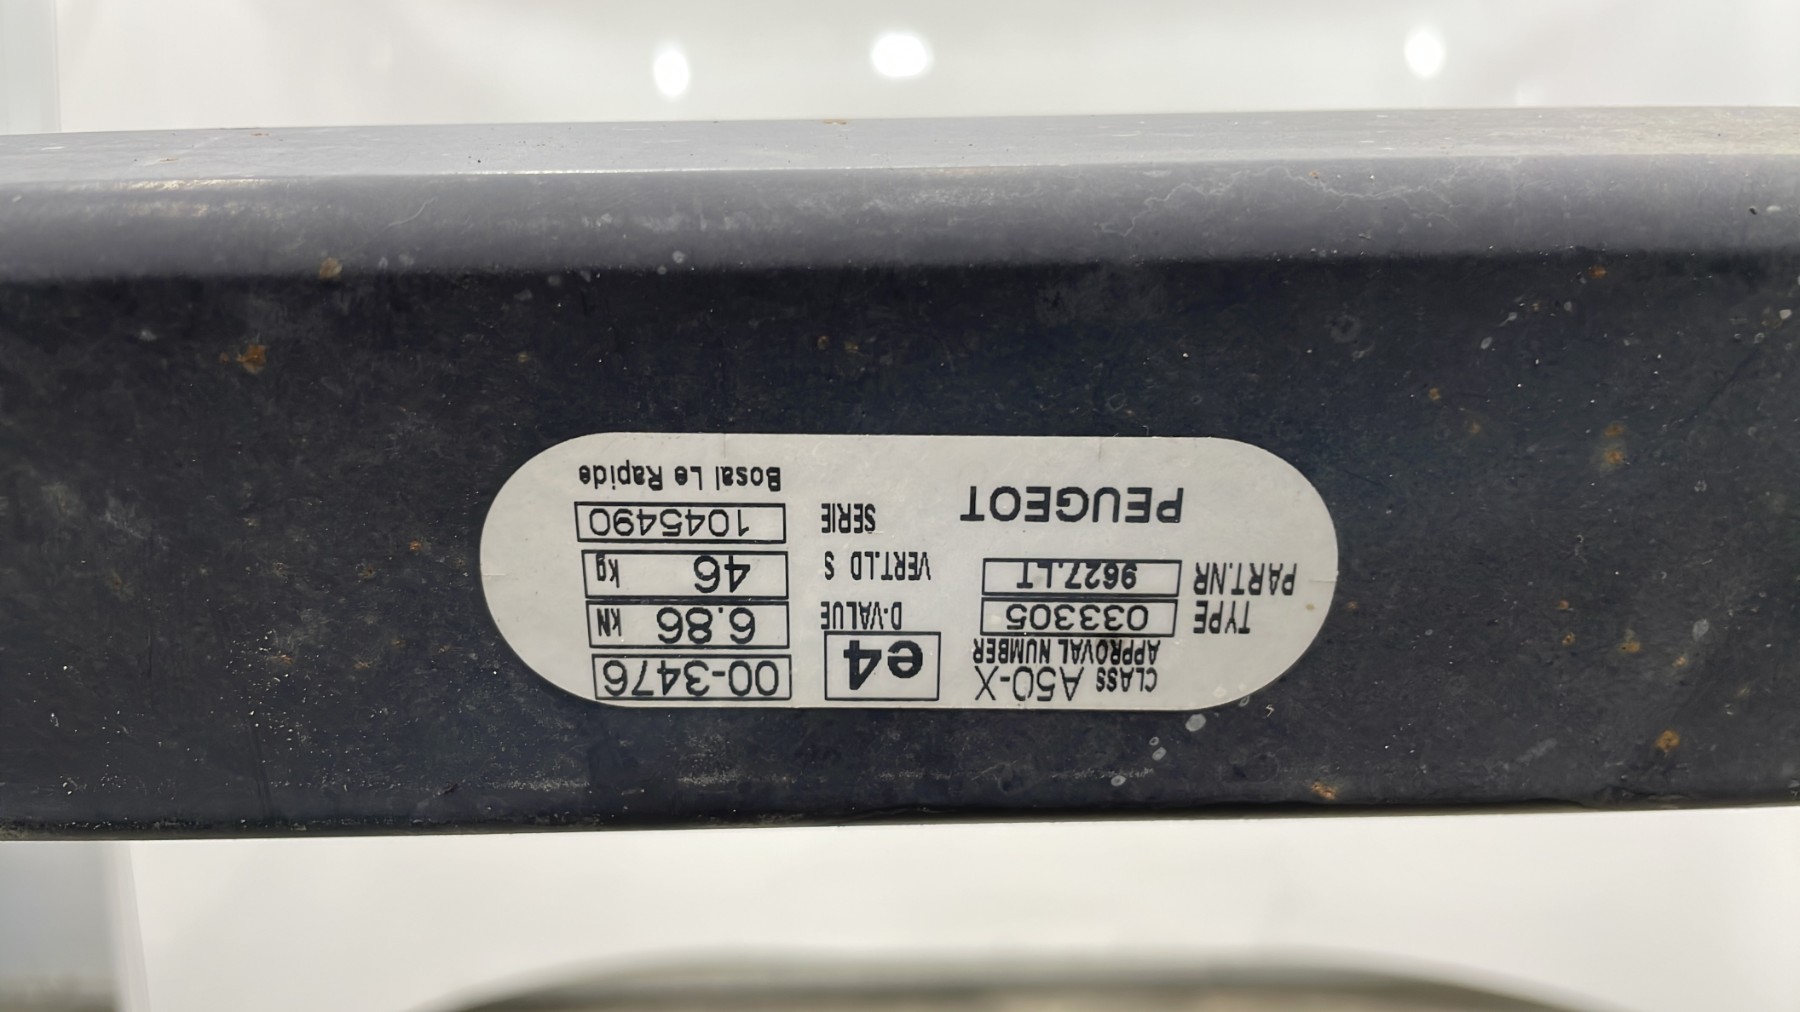 CLASS A50-X e4 00-3476
APPROVAL NUMBER
TYPE 033305 D-VALUE 6.86 kN
PART.NR 9627.LT VERT.LD S 46 kg
PEUGEOT SERIE 1045490
Bosal Le Rapide